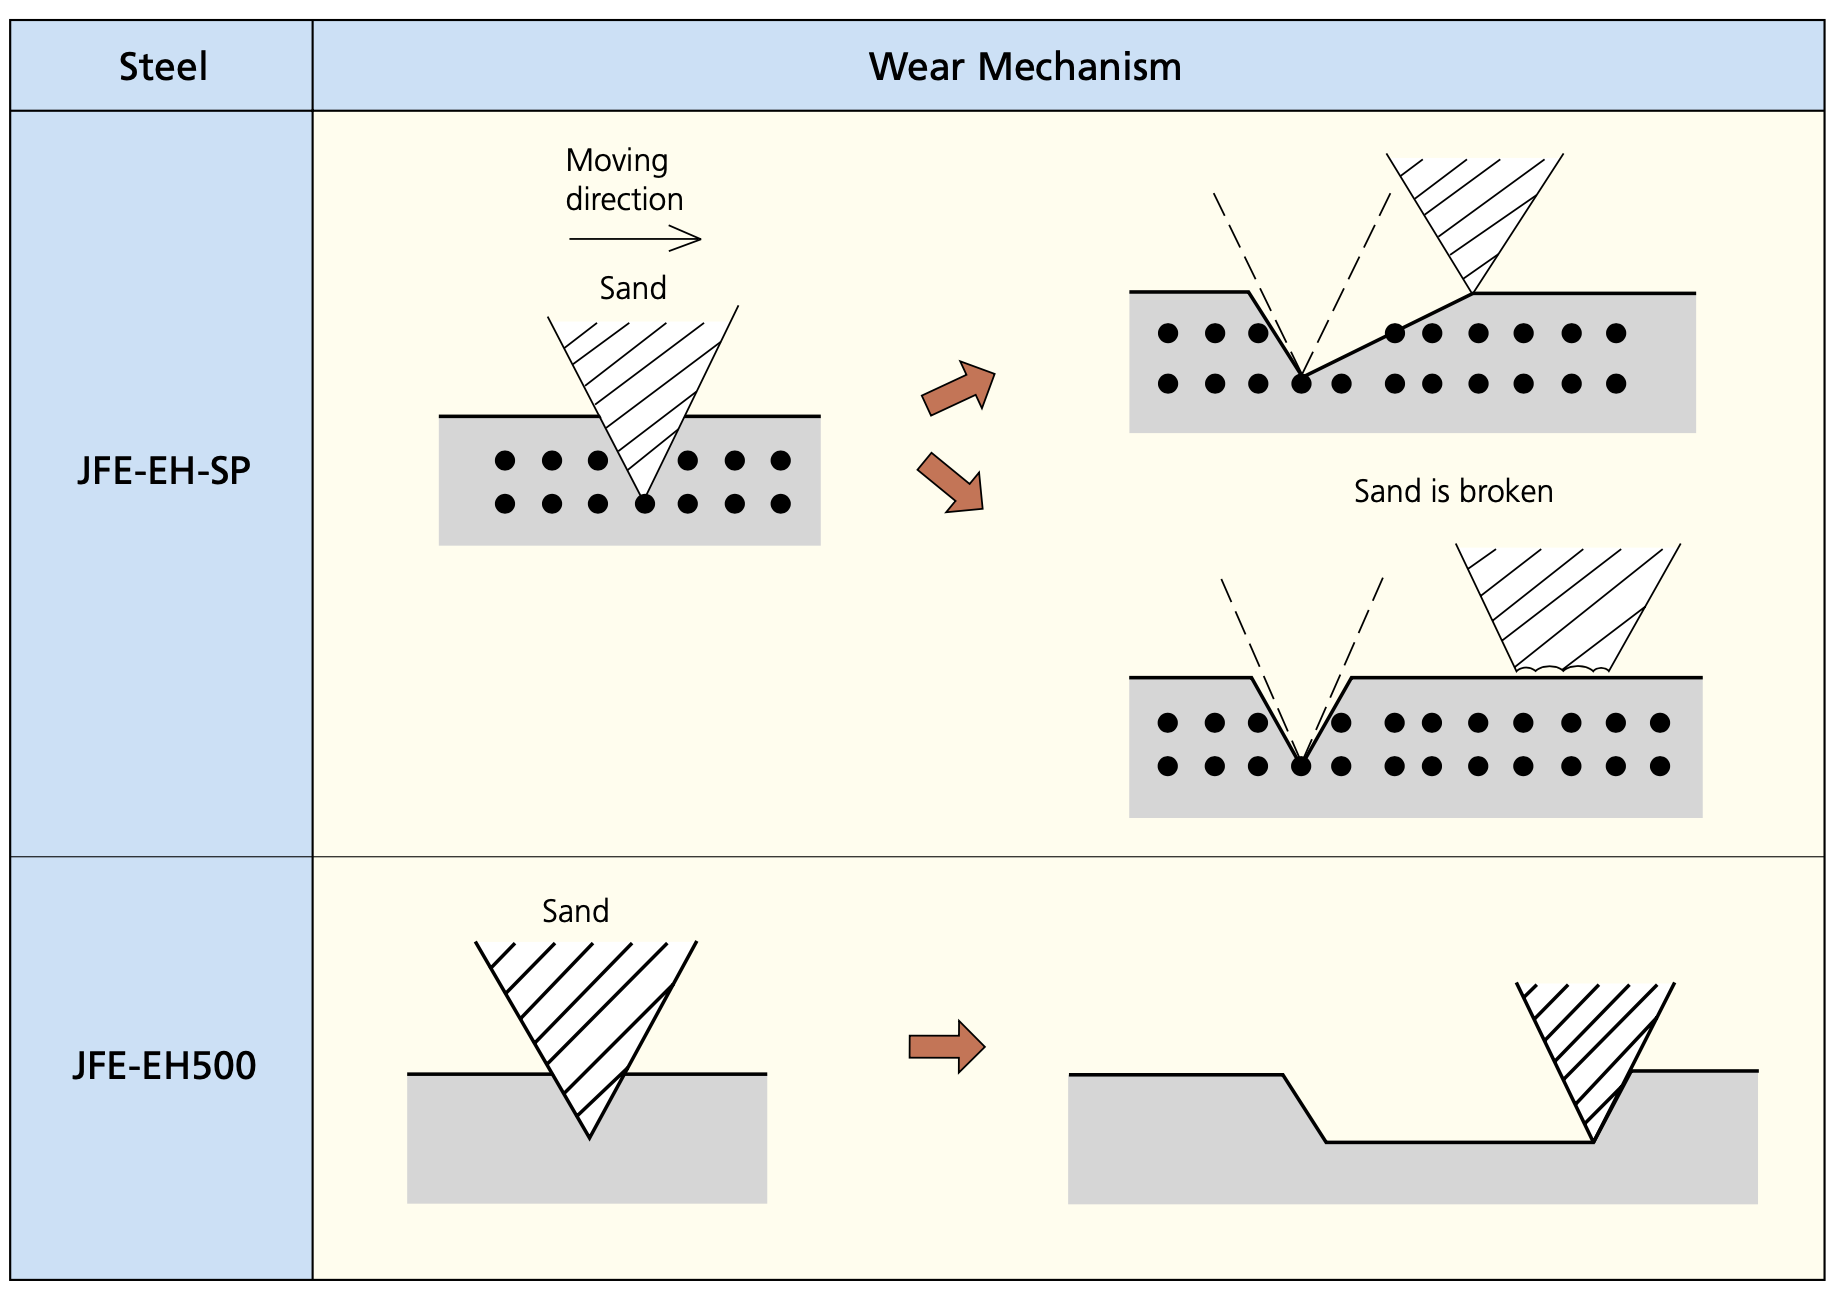 Steel
Wear Mechanism
JFE-EH-SP
Moving
direction
Sand
Sand is broken
JFE-EH500
Sand